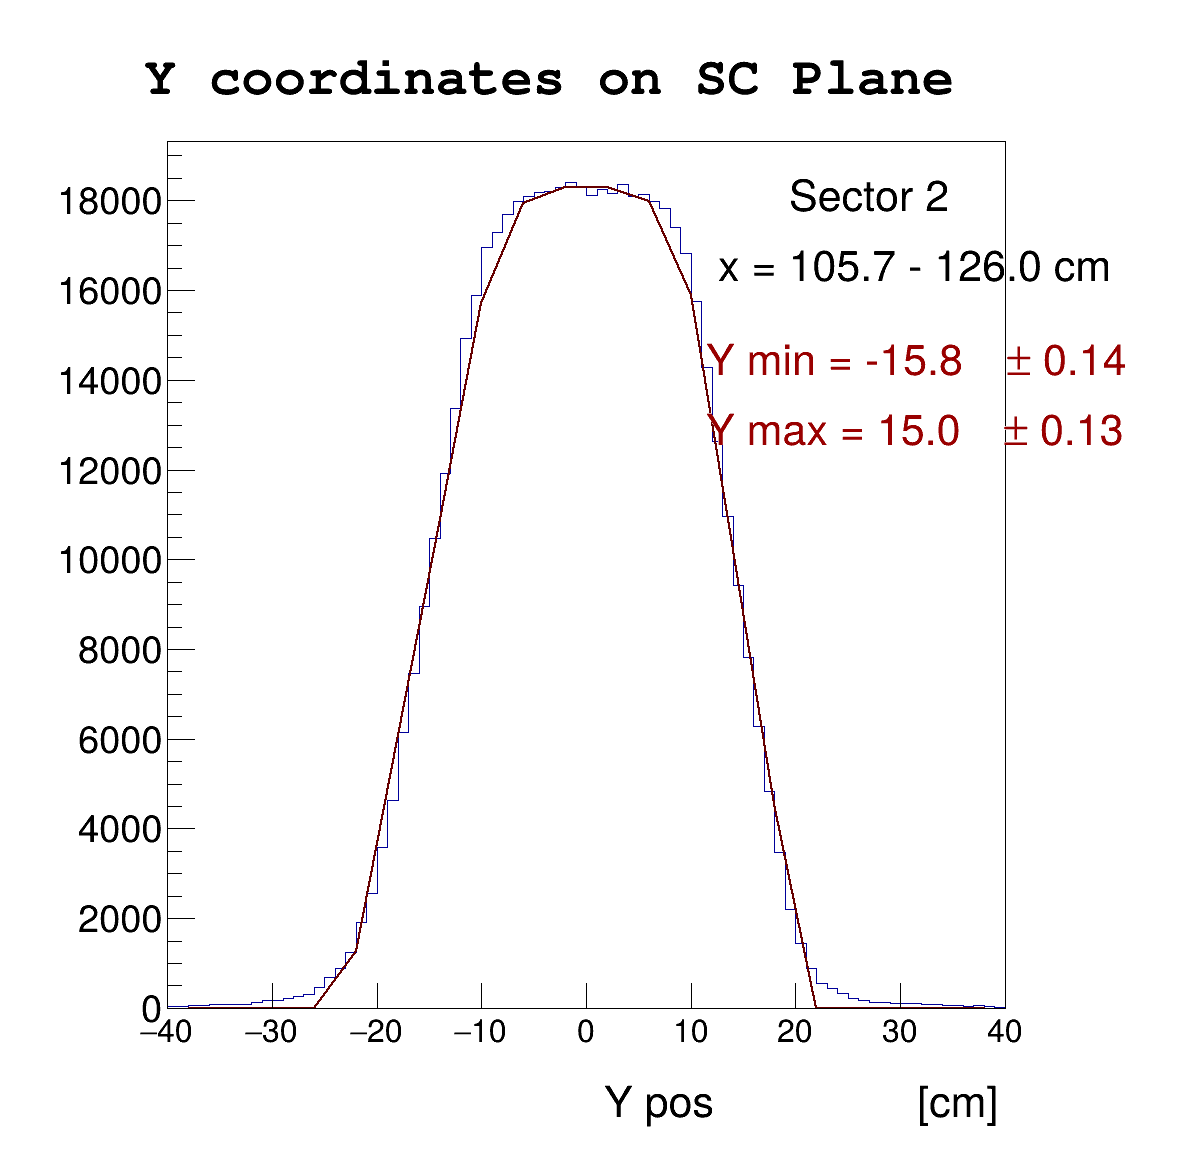 Y coordinates on SC Plane
Sector 2
x = 105.7 - 126.0 cm
Y min = -15.8 ± 0.14
Y max = 15.0 ± 0.13
18000
16000
14000
12000
10000
8000
6000
4000
2000
0
−40 −30 −20 −10 0 10 20 30 40
Y pos [cm]